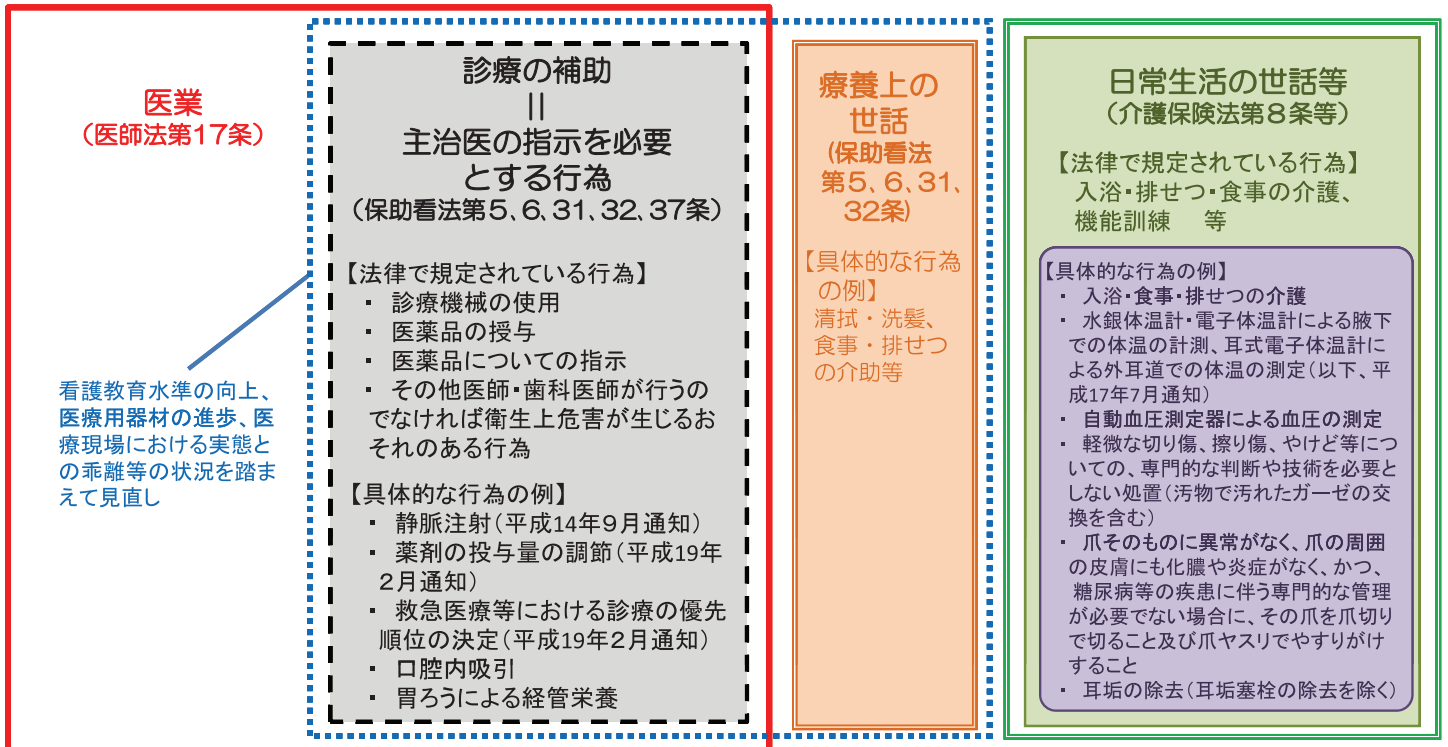 医業
（医師法第17条）
看護教育水準の向上、
医療用器材の進歩、医
療現場における実態と
の乖離等の状況を踏ま
えて見直し
診療の補助
||
主治医の指示を必要
とする行為
（保助看法第５、６、31、32、37条）
【法律で規定されている行為】
・ 診療機械の使用
・ 医薬品の授与
・ 医薬品についての指示
・ その他医師・歯科医師が行うの
でなければ衛生上危害が生じるお
それのある行為
【具体的な行為の例】
・ 静脈注射（平成14年９月通知）
・ 薬剤の投与量の調節（平成19年
２月通知）
・ 救急医療等における診療の優先
順位の決定（平成19年２月通知）
・ 口腔内吸引
・ 胃ろうによる経管栄養
療養上の
世話
(保助看法
第５、６、31、
32条)
【具体的な行為
の例】
清拭・洗髪、
食事・排せつ
の介助等
日常生活の世話等
（介護保険法第８条等）
【法律で規定されている行為】
入浴・排せつ・食事の介護、
機能訓練　等
【具体的な行為の例】
・ 入浴・食事・排せつの介護
・ 水銀体温計・電子体温計による腋下
での体温の計測、耳式電子体温計に
よる外耳道での体温の測定（以下、平
成17年7月通知）
・ 自動血圧測定器による血圧の測定
・ 軽微な切り傷、擦り傷、やけど等につ
いての、専門的な判断や技術を必要と
しない処置（汚物で汚れたガーゼの交
換を含む）
・ 爪そのものに異常がなく、爪の周囲
の皮膚にも化膿や炎症がなく、かつ、
糖尿病等の疾患に伴う専門的な管理
が必要でない場合に、その爪を爪切り
で切ること及び爪ヤスリでやすりがけ
すること
・ 耳垢の除去（耳垢塞栓の除去を除く）